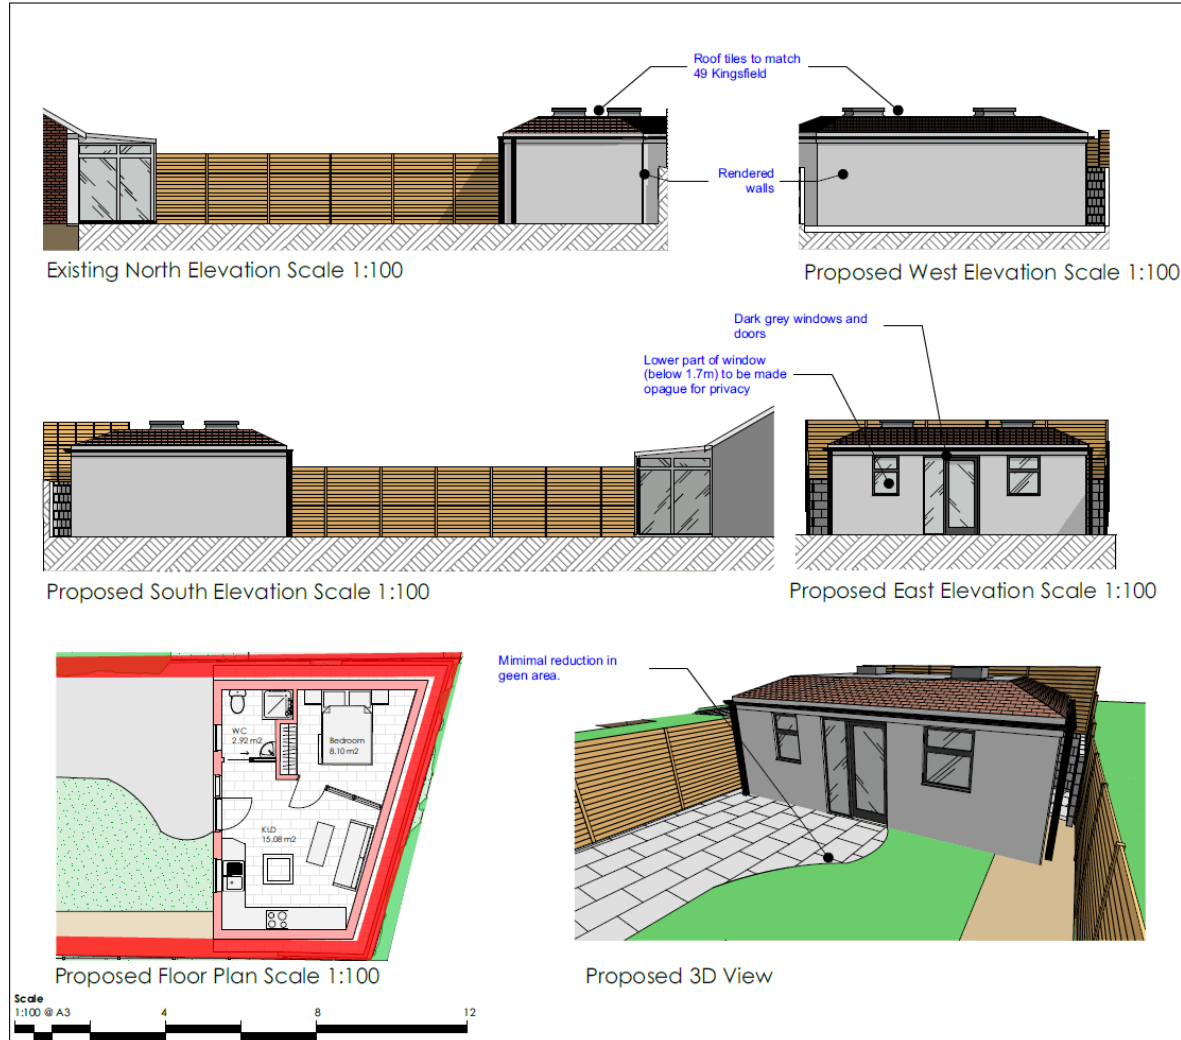 Roof tiles to match
49 Kingsfield
Rendered
walls
Existing North Elevation Scale 1:100
Proposed West Elevation Scale 1:100
Dark grey windows and
doors
Lower part of window
(below 1.7m) to be made
opague for privacy
Proposed South Elevation Scale 1:100
Proposed East Elevation Scale 1:100
WC
2.92 m2
Bedroom
8.10 m2
KLD
15.08 m2
Mimimal reduction in
geen area.
Proposed Floor Plan Scale 1:100
Proposed 3D View
Scale
1:100 @ A3
4
8
12